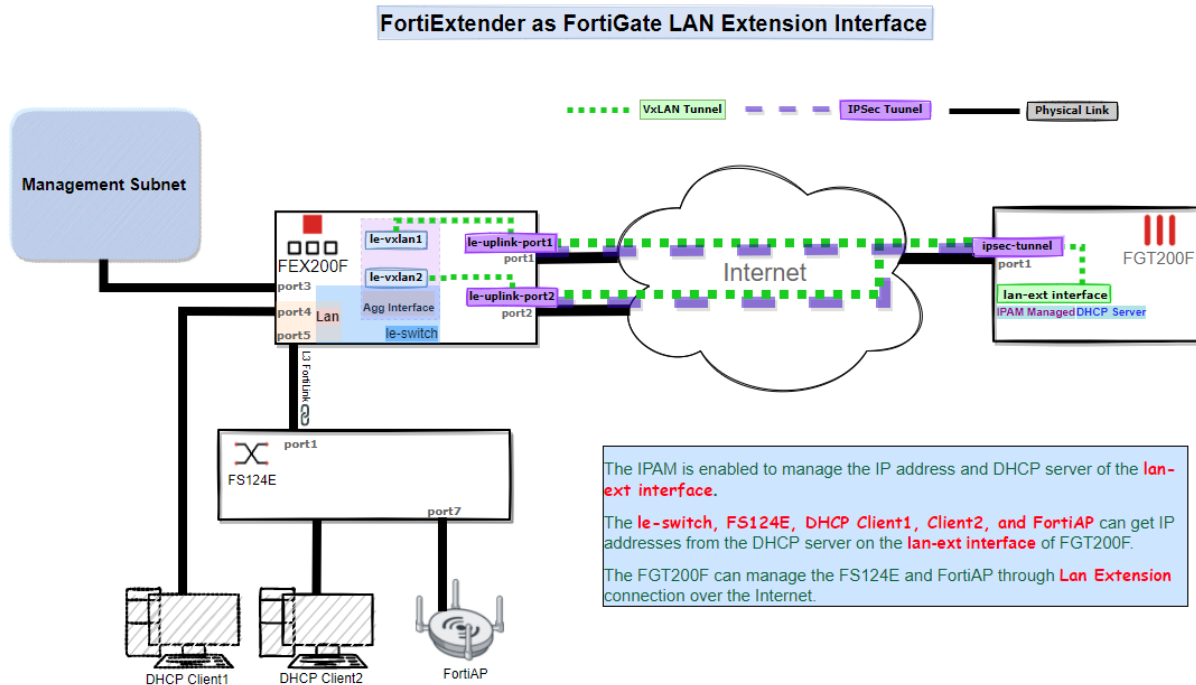 FortiExtender as FortiGate LAN Extension Interface
VxLAN Tunnel
IPSec Tuunel
Physical Link
Management Subnet
FEX200F
port3
port4
port5
Lan
le-vxlan1
le-vxlan2
Agg Interface
le-switch
le-uplink-port1
port1
le-uplink-port2
port2
Internet
ipsec-tunnel
port1
FGT200F
lan-ext interface
IPAM Managed DHCP Server
L3 FortiLink
port1
FS124E
port7
DHCP Client1
DHCP Client2
FortiAP
The IPAM is enabled to manage the IP address and DHCP server of the lan-
ext interface.
The le-switch, FS124E, DHCP Client1, Client2, and FortiAP can get IP
addresses from the DHCP server on the lan-ext interface of FGT200F.
The FGT200F can manage the FS124E and FortiAP through Lan Extension
connection over the Internet.